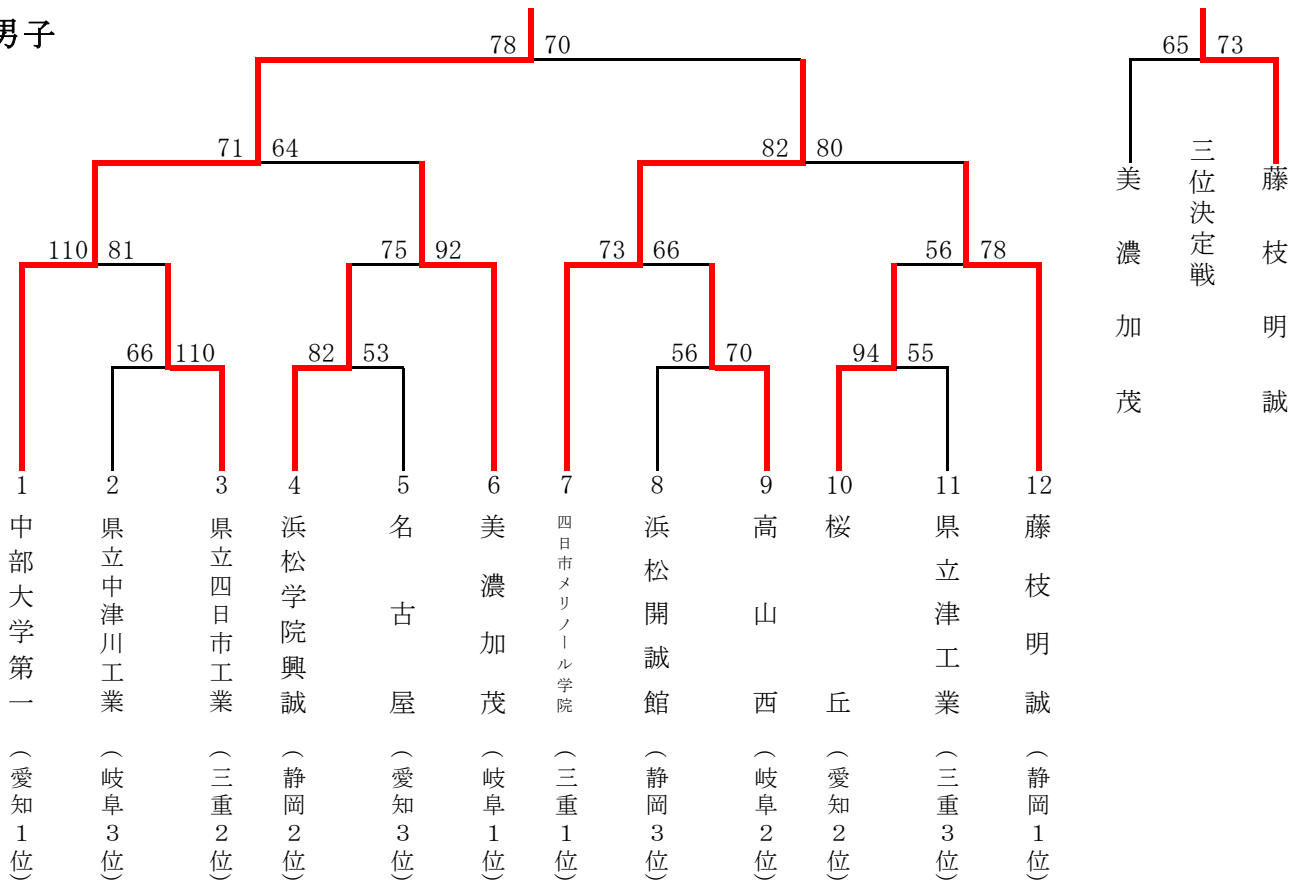 男子
78 70
65 73
71 64
82 80
三位決定戦
美濃加茂
藤枝明誠
110 81
75 92
73 66
56 78
66 110
82 53
56 70
94 55
1 2 3 4 5 6 7 8 9 10 11 12
中部大学第一(愛知1位)
県立中津川工業(岐阜3位)
県立四日市工業(三重2位)
浜松学院興誠(静岡2位)
名古屋(愛知3位)
美濃加茂(岐阜1位)
四日市メリノール学院(三重1位)
浜松開誠館(静岡3位)
高山西(岐阜2位)
桜丘(愛知2位)
県立津工業(三重3位)
藤枝明誠(静岡1位)